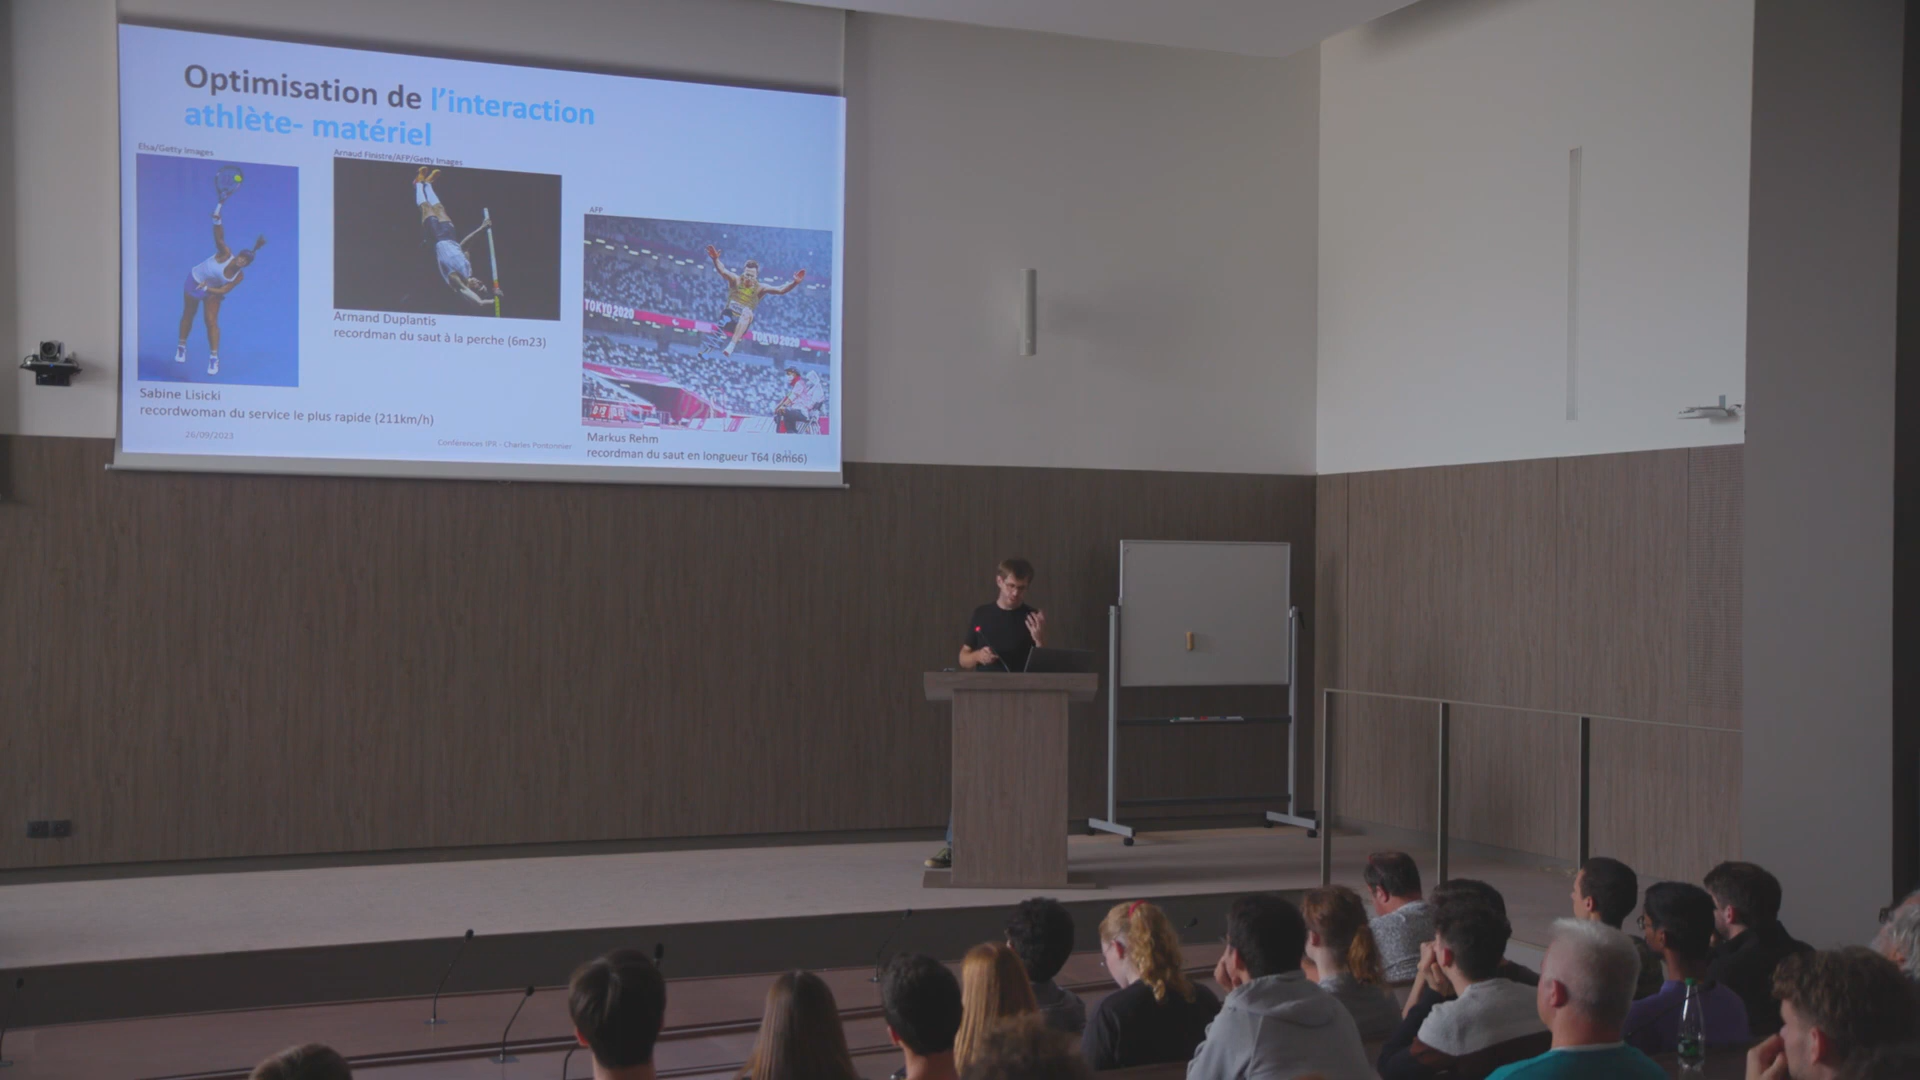 Optimisation de l'interaction
athlète- matériel
Elsa/Getty Images
Arnaud Finistre/AFP/Getty Images
AFP
TOKYO 2020
TOKYO 2020
Armand Duplantis
recordman du saut à la perche (6m23)
Sabine Lisicki
recordwoman du service le plus rapide (211km/h)
Markus Rehm
recordman du saut en longueur T64 (8m66)
26/09/2023
Conférences IPR - Charles Pontonnier